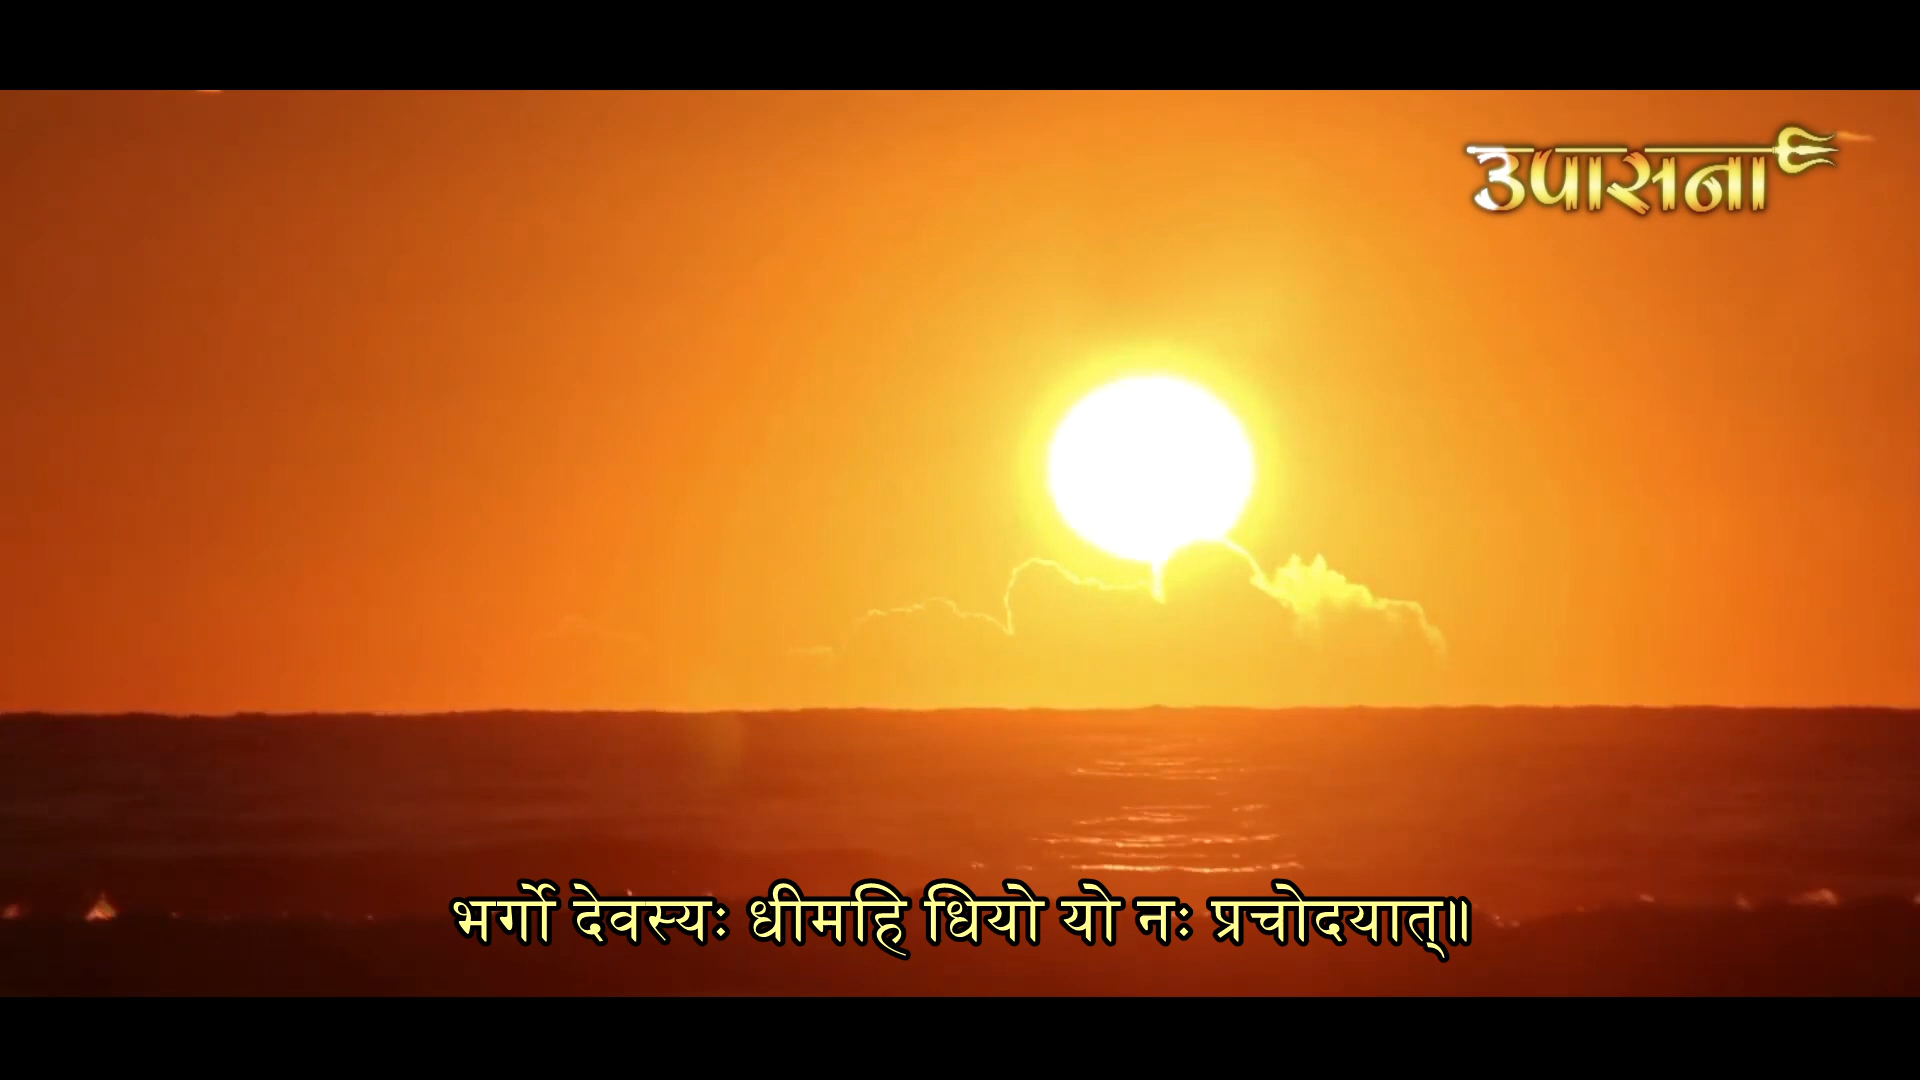 उपासना
भर्गो देवस्यः धीमहि धियो यो नः प्रचोदयात्॥